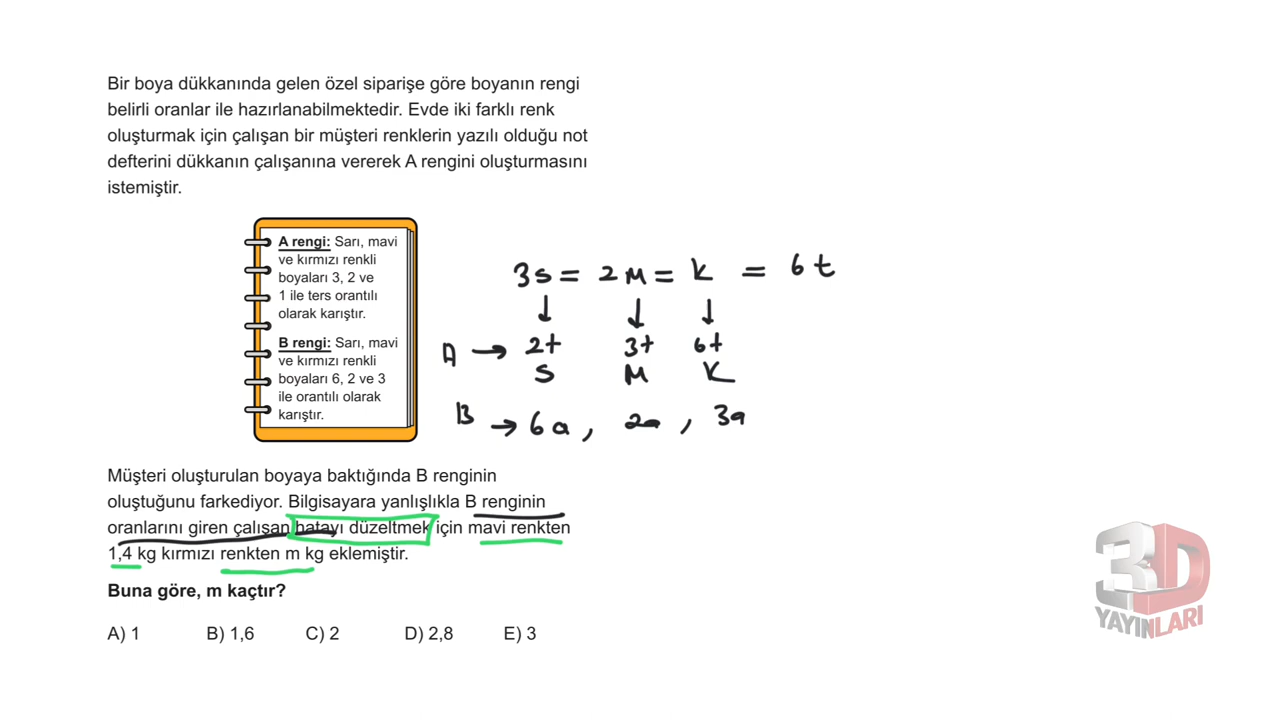 Bir boya dükkanında gelen özel siparişe göre boyanın rengi
belirli oranlar ile hazırlanabilmektedir. Evde iki farklı renk
oluşturmak için çalışan bir müşteri renklerin yazılı olduğu not
defterini dükkanın çalışanına vererek A rengini oluşturmasını
istemiştir.
A rengi: Sarı, mavi
ve kırmızı renkli
boyaları 3, 2 ve
1 ile ters orantılı
olarak karıştır.
B rengi: Sarı, mavi
ve kırmızı renkli
boyaları 6, 2 ve 3
ile orantılı olarak
karıştır.
3S = 2M = K = 6t
A → 2t 3t 6t
S M K
B → 6a, 2a, 3a
Müşteri oluşturulan boyaya baktığında B renginin
oluştuğunu farkediyor. Bilgisayara yanlışlıkla B renginin
oranlarını giren çalışan hatayı düzeltmek için mavi renkten
1,4 kg kırmızı renkten m kg eklemiştir.
Buna göre, m kaçtır?
A) 1 B) 1,6 C) 2 D) 2,8 E) 3
3D
YAYINLARI